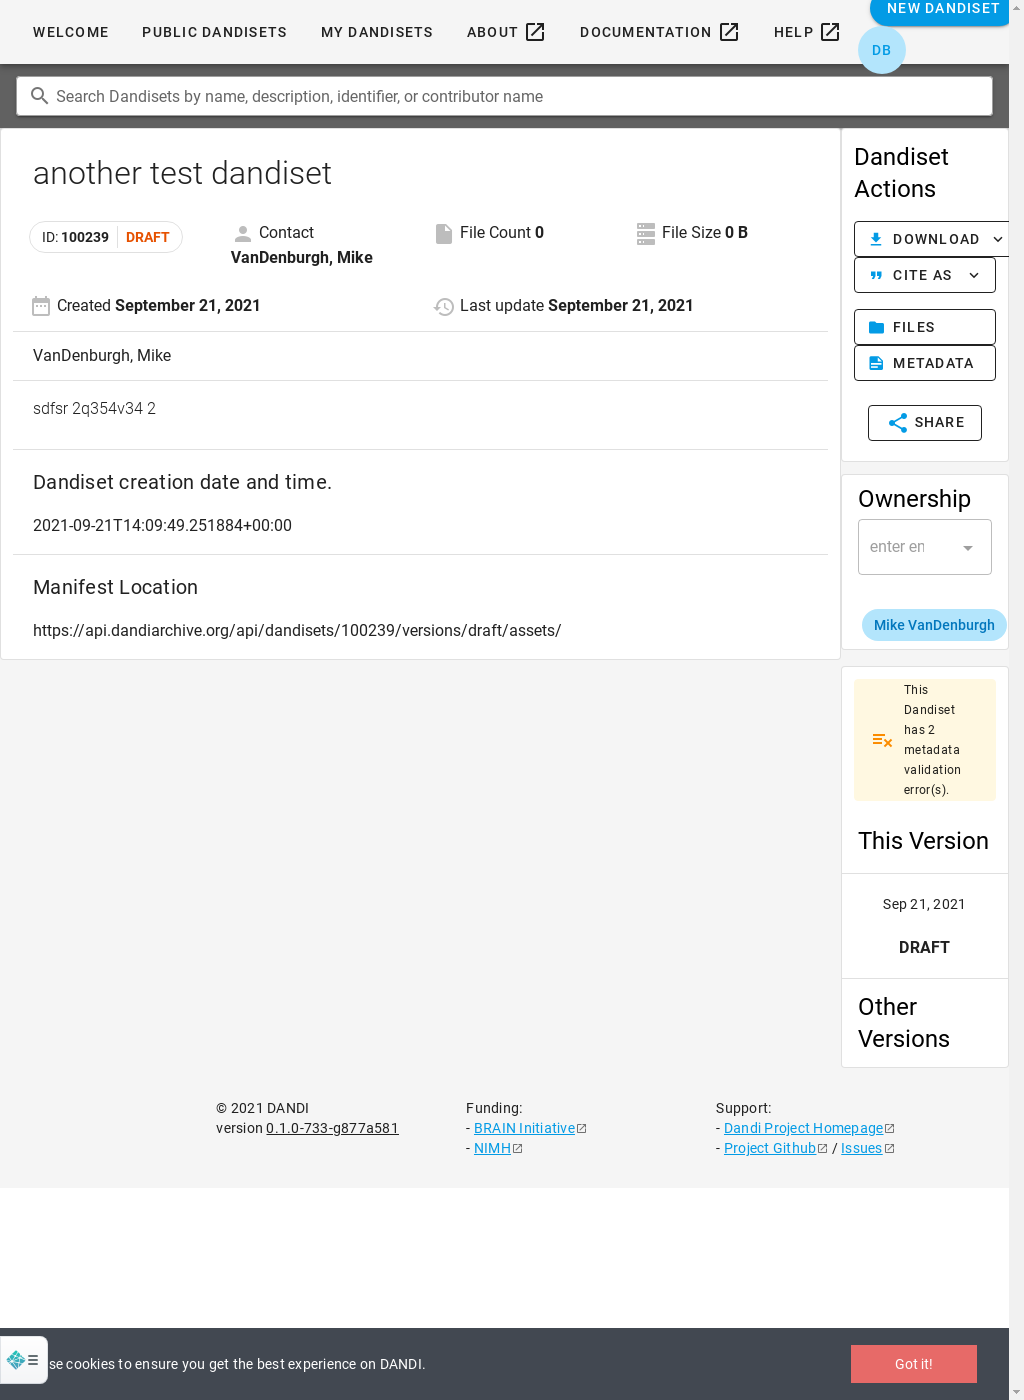 WELCOME
PUBLIC DANDISETS
MY DANDISETS
ABOUT
DOCUMENTATION
HELP
NEW DANDISET
DB
Search Dandisets by name, description, identifier, or contributor name
another test dandiset
ID: 100239 DRAFT
Contact
VanDenburgh, Mike
File Count 0
File Size 0 B
Created September 21, 2021
Last update September 21, 2021
VanDenburgh, Mike
sdfsr 2q354v34 2
Dandiset creation date and time.
2021-09-21T14:09:49.251884+00:00
Manifest Location
https://api.dandiarchive.org/api/dandisets/100239/versions/draft/assets/
Dandiset
Actions
DOWNLOAD
CITE AS
FILES
METADATA
SHARE
Ownership
enter en
Mike VanDenburgh
This
Dandiset
has 2
metadata
validation
error(s).
This Version
Sep 21, 2021
DRAFT
Other
Versions
© 2021 DANDI
version 0.1.0-733-g877a581
Funding:
- BRAIN Initiative
- NIMH
Support:
- Dandi Project Homepage
- Project Github / Issues
se cookies to ensure you get the best experience on DANDI.
Got it!